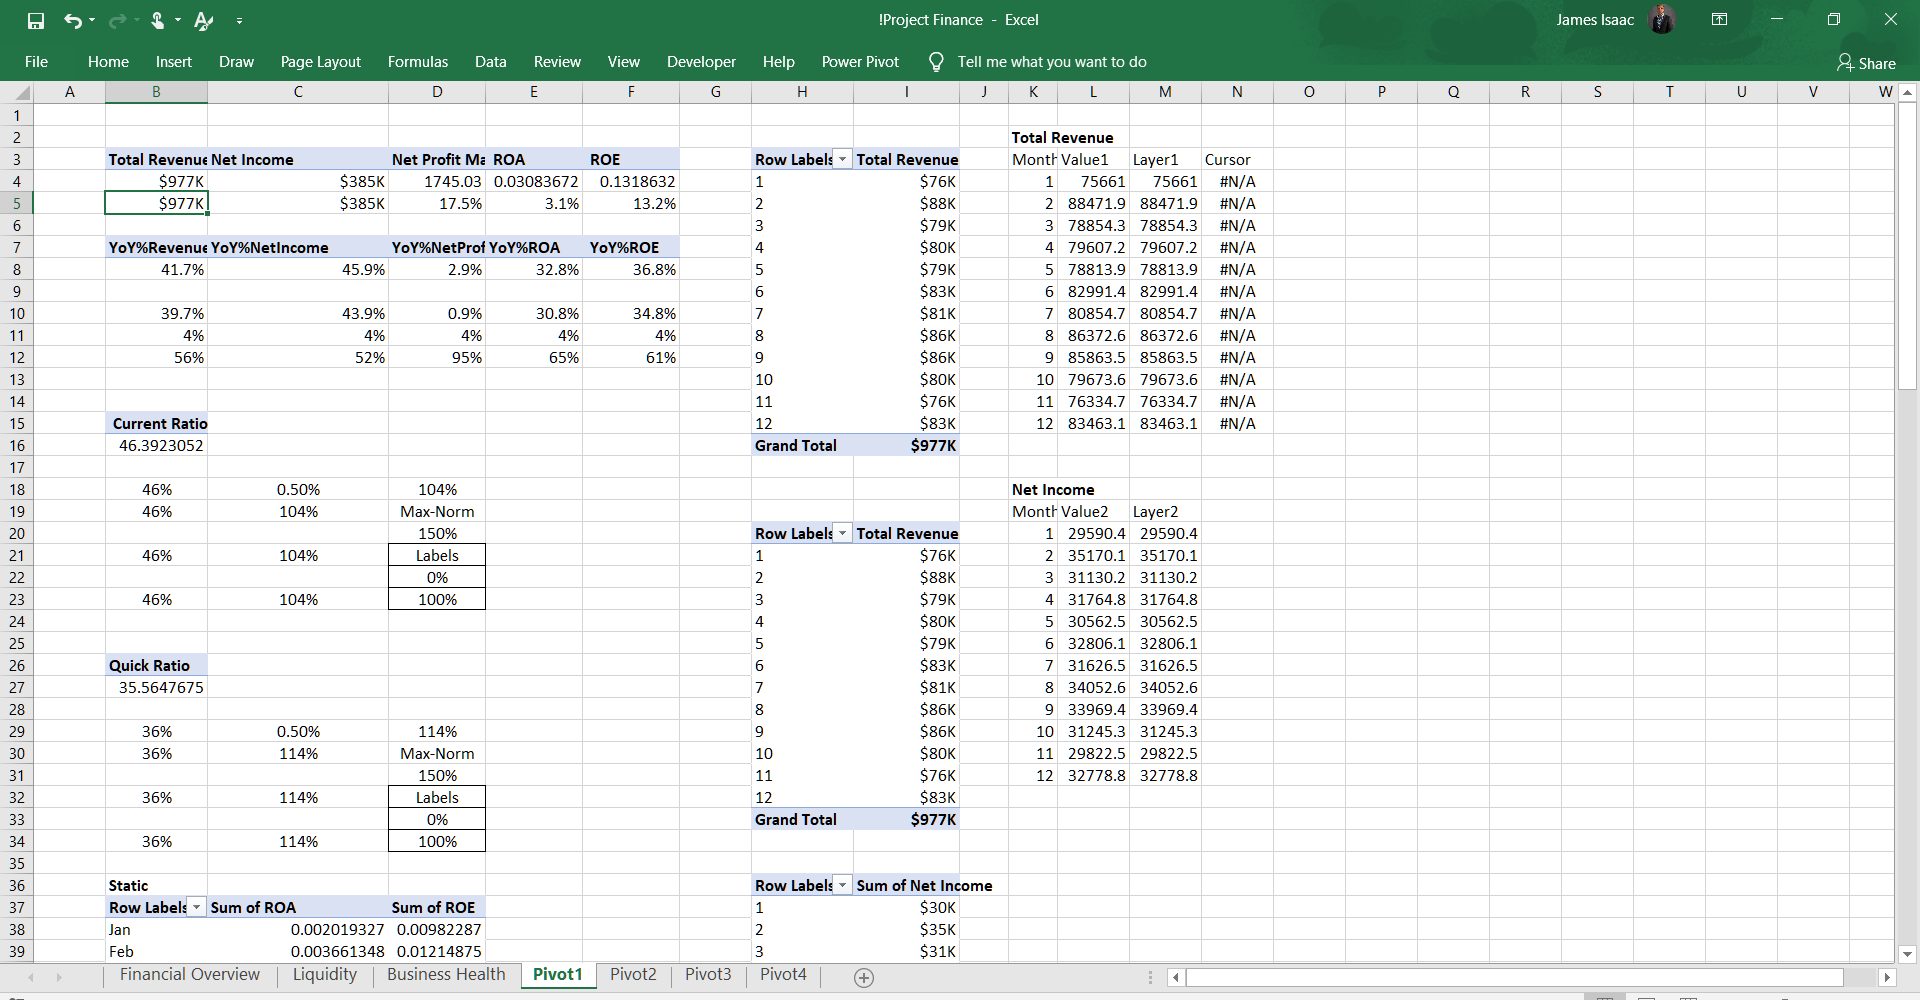 !Project Finance - Excel
James Isaac
File Home Insert Draw Page Layout Formulas Data Review View Developer Help Power Pivot Tell me what you want to do Share
A B C D E F G H I J K L M N O P Q R S T U V W
1
2 Total Revenue
3 Total Revenue Net Income Net Profit Ma ROA ROE Row Labels Total Revenue Month Value1 Layer1 Cursor
4 $977K $385K 1745.03 0.03083672 0.1318632 1 $76K 1 75661 75661 #N/A
5 $977K $385K 17.5% 3.1% 13.2% 2 $88K 2 88471.9 88471.9 #N/A
6 3 $79K 3 78854.3 78854.3 #N/A
7 YoY%Revenue YoY%NetIncome YoY%NetProf YoY%ROA YoY%ROE 4 $80K 4 79607.2 79607.2 #N/A
8 41.7% 45.9% 2.9% 32.8% 36.8% 5 $79K 5 78813.9 78813.9 #N/A
9 6 $83K 6 82991.4 82991.4 #N/A
10 39.7% 43.9% 0.9% 30.8% 34.8% 7 $81K 7 80854.7 80854.7 #N/A
11 4% 4% 4% 4% 4% 8 $86K 8 86372.6 86372.6 #N/A
12 56% 52% 95% 65% 61% 9 $86K 9 85863.5 85863.5 #N/A
13 10 $80K 10 79673.6 79673.6 #N/A
14 11 $76K 11 76334.7 76334.7 #N/A
15 Current Ratio 12 $83K 12 83463.1 83463.1 #N/A
16 46.3923052 Grand Total $977K
17
18 46% 0.50% 104% Net Income
19 46% 104% Max-Norm Month Value2 Layer2
20 150% Row Labels Total Revenue 1 29590.4 29590.4
21 46% 104% Labels 1 $76K 2 35170.1 35170.1
22 0% 2 $88K 3 31130.2 31130.2
23 46% 104% 100% 3 $79K 4 31764.8 31764.8
24 4 $80K 5 30562.5 30562.5
25 5 $79K 6 32806.1 32806.1
26 Quick Ratio 6 $83K 7 31626.5 31626.5
27 35.5647675 7 $81K 8 34052.6 34052.6
28 8 $86K 9 33969.4 33969.4
29 36% 0.50% 114% 9 $86K 10 31245.3 31245.3
30 36% 114% Max-Norm 10 $80K 11 29822.5 29822.5
31 150% 11 $76K 12 32778.8 32778.8
32 36% 114% Labels 12 $83K
33 0% Grand Total $977K
34 36% 114% 100%
35
36 Static Row Labels Sum of Net Income
37 Row Labels Sum of ROA Sum of ROE 1 $30K
38 Jan 0.002019327 0.00982287 2 $35K
39 Feb 0.003661348 0.01214875 3 $31K
Financial Overview Liquidity Business Health Pivot1 Pivot2 Pivot3 Pivot4